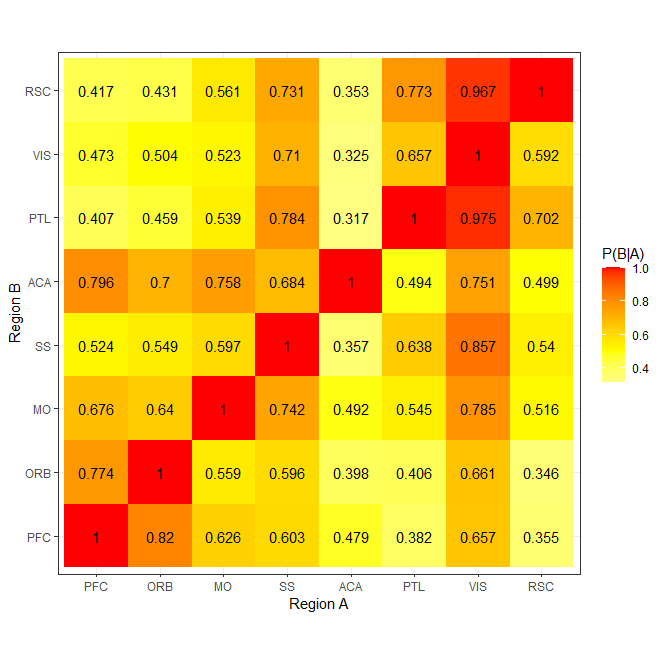 RSC 0.417 0.431 0.561 0.731 0.353 0.773 0.967 1
VIS 0.473 0.504 0.523 0.71 0.325 0.657 1 0.592
PTL 0.407 0.459 0.539 0.784 0.317 1 0.975 0.702
ACA 0.796 0.7 0.758 0.684 1 0.494 0.751 0.499
SS 0.524 0.549 0.597 1 0.357 0.638 0.857 0.54
MO 0.676 0.64 1 0.742 0.492 0.545 0.785 0.516
ORB 0.774 1 0.559 0.596 0.398 0.406 0.661 0.346
PFC 1 0.82 0.626 0.603 0.479 0.382 0.657 0.355
PFC ORB MO SS ACA PTL VIS RSC
Region A
Region B
P(B|A)
1.0
0.8
0.6
0.4